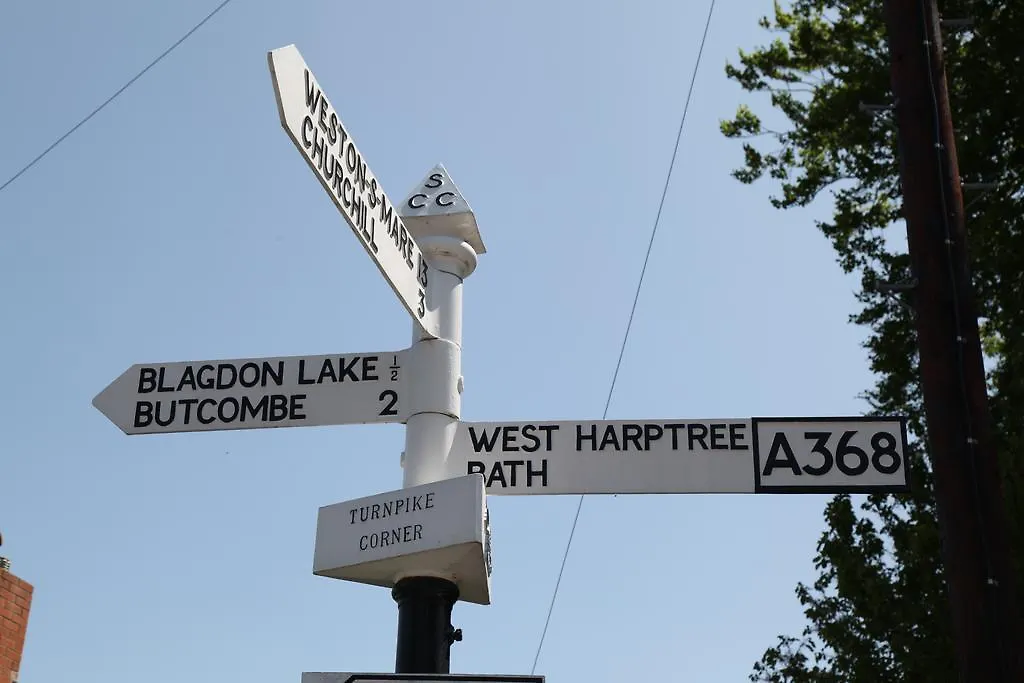 S
C C
WESTON-S-MARE 13
CHURCHILL 3
BLAGDON LAKE ½
BUTCOMBE 2
WEST HARPTREE
BATH
A368
TURNPIKE
CORNER